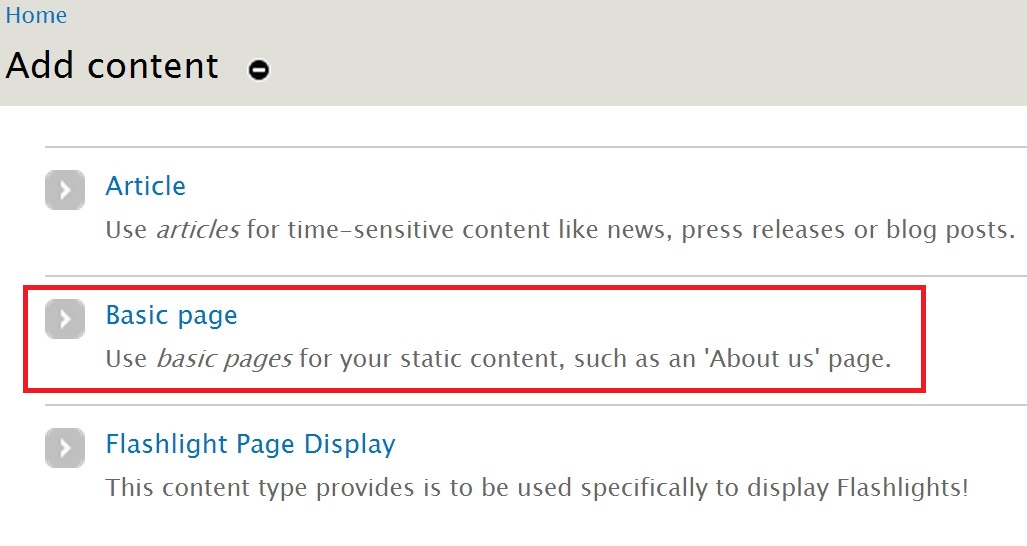 Home
Add content
Article
Use articles for time-sensitive content like news, press releases or blog posts.
Basic page
Use basic pages for your static content, such as an 'About us' page.
Flashlight Page Display
This content type provides is to be used specifically to display Flashlights!